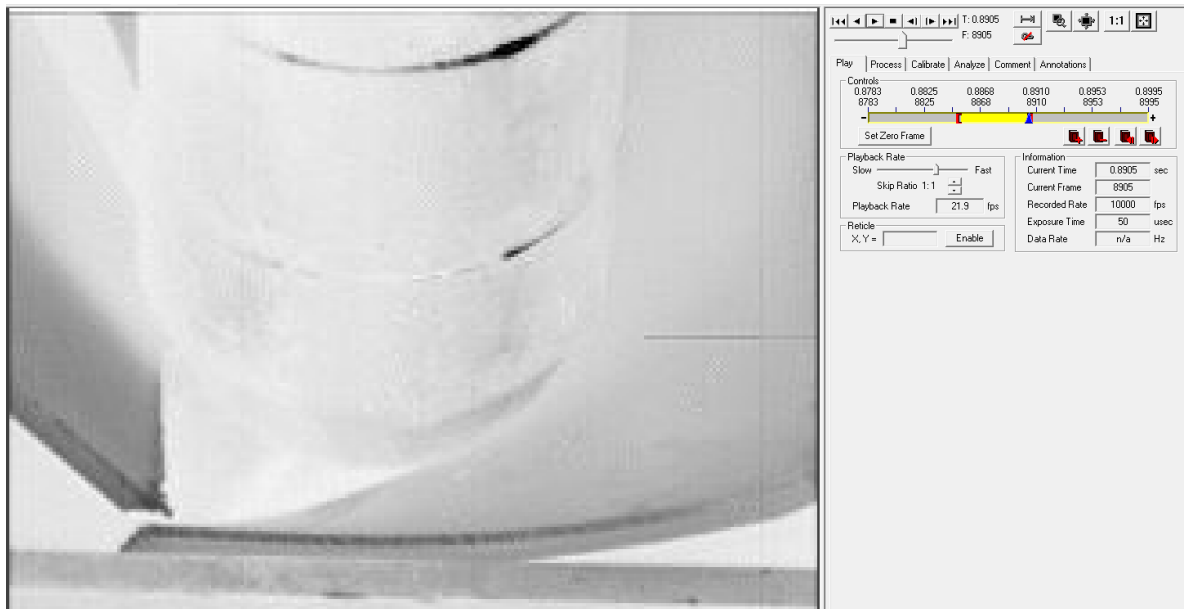 T: 0.8905
F: 8905
1:1
Play Process Calibrate Analyze Comment Annotations
Controls
0.8783 0.8825 0.8868 0.8910 0.8953 0.8995
8783 8825 8868 8910 8953 8995
- +
Set Zero Frame
Playback Rate
Slow Fast
Skip Ratio 1: 1
Playback Rate 21.9 fps
Reticle
X, Y = Enable
Information
Current Time 0.8905 sec
Current Frame 8905
Recorded Rate 10000 fps
Exposure Time 50 usec
Data Rate n/a Hz